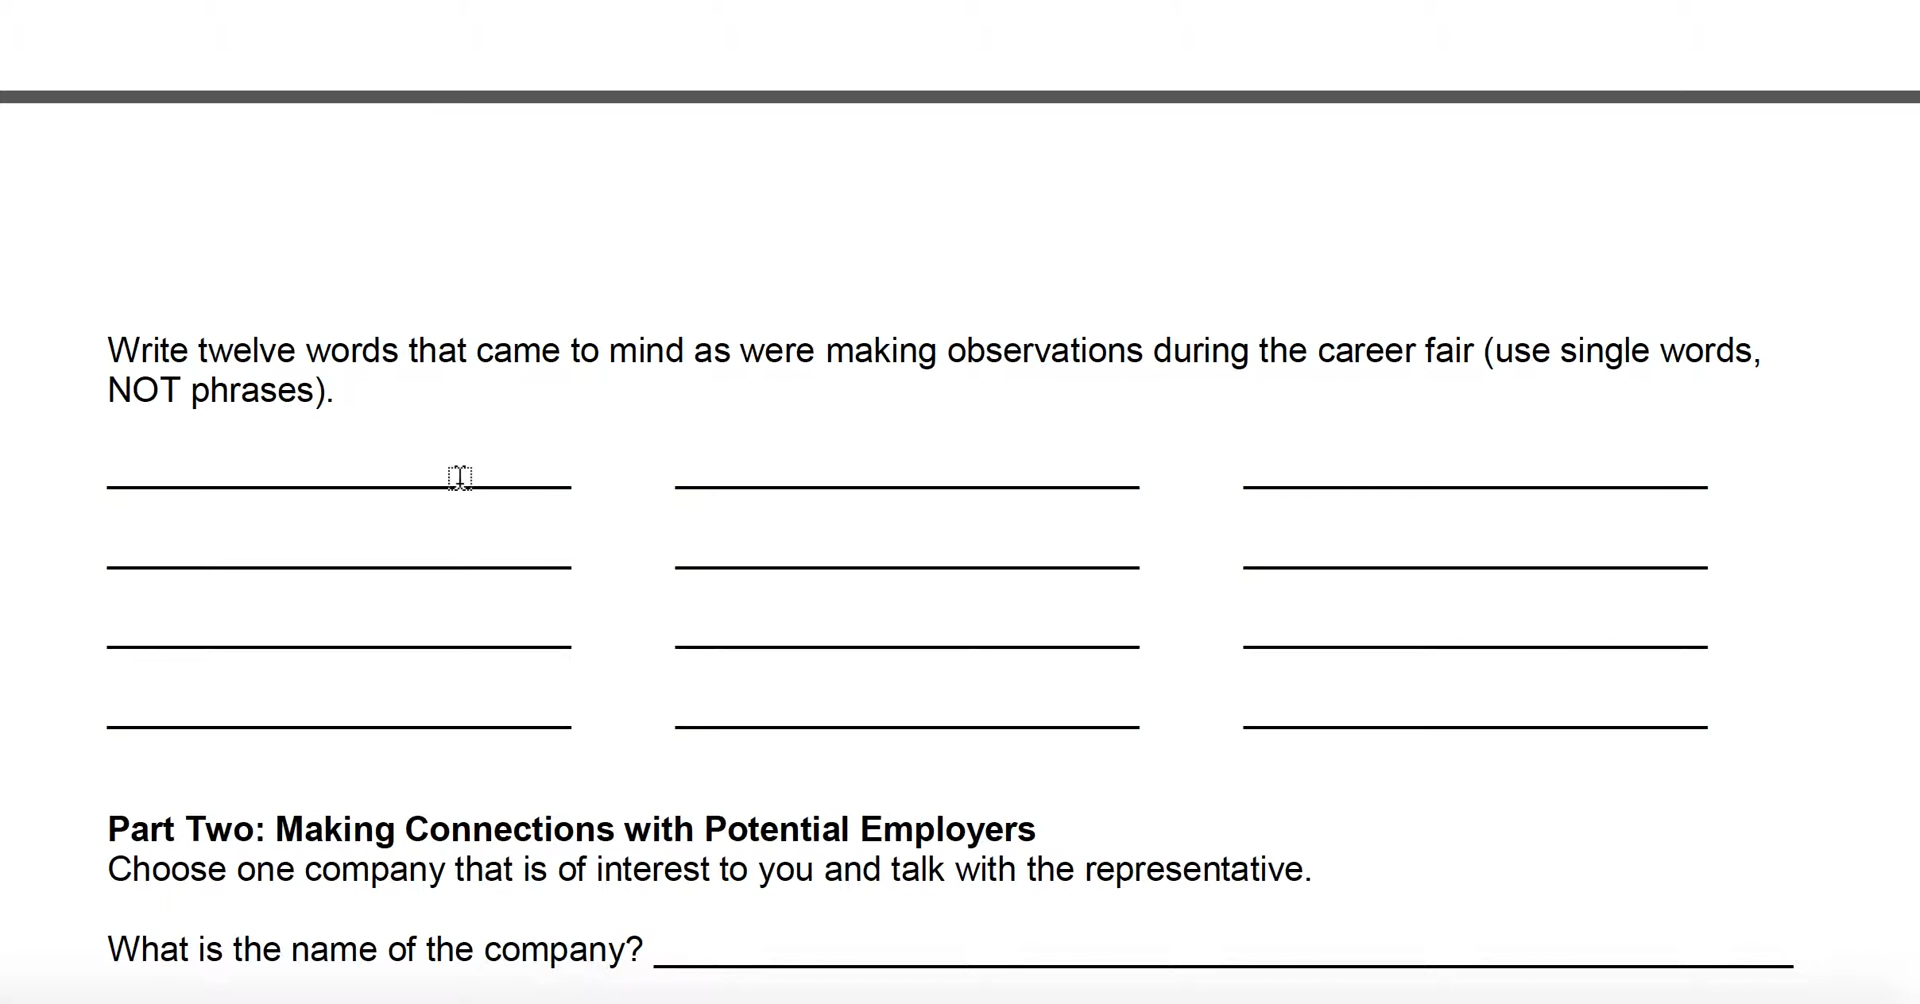 Write twelve words that came to mind as were making observations during the career fair (use single words,
NOT phrases).
Part Two: Making Connections with Potential Employers
Choose one company that is of interest to you and talk with the representative.
What is the name of the company?